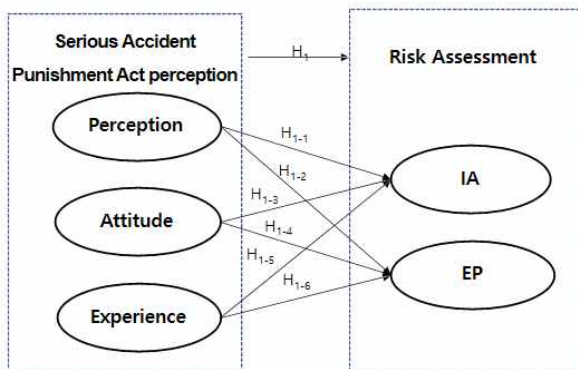 Serious Accident
Punishment Act perception
H1
Risk Assessment
Perception
H1-1
H1-2
IA
H1-3
Attitude
H1-4
H1-5
EP
H1-6
Experience